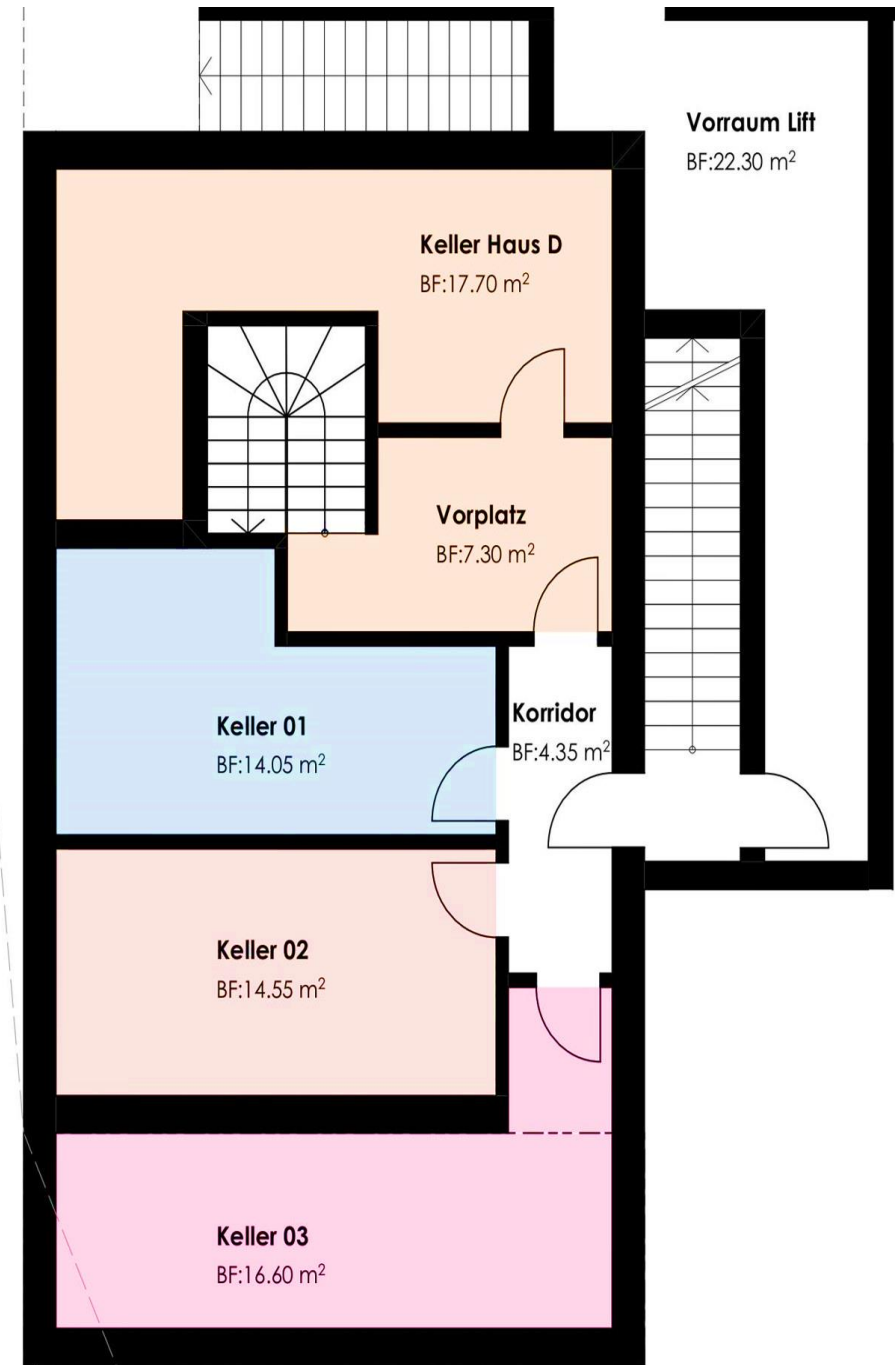 Vorraum Lift
BF:22.30 m²
Keller Haus D
BF:17.70 m²
Vorplatz
BF:7.30 m²
Korridor
BF:4.35 m²
Keller 01
BF:14.05 m²
Keller 02
BF:14.55 m²
Keller 03
BF:16.60 m²